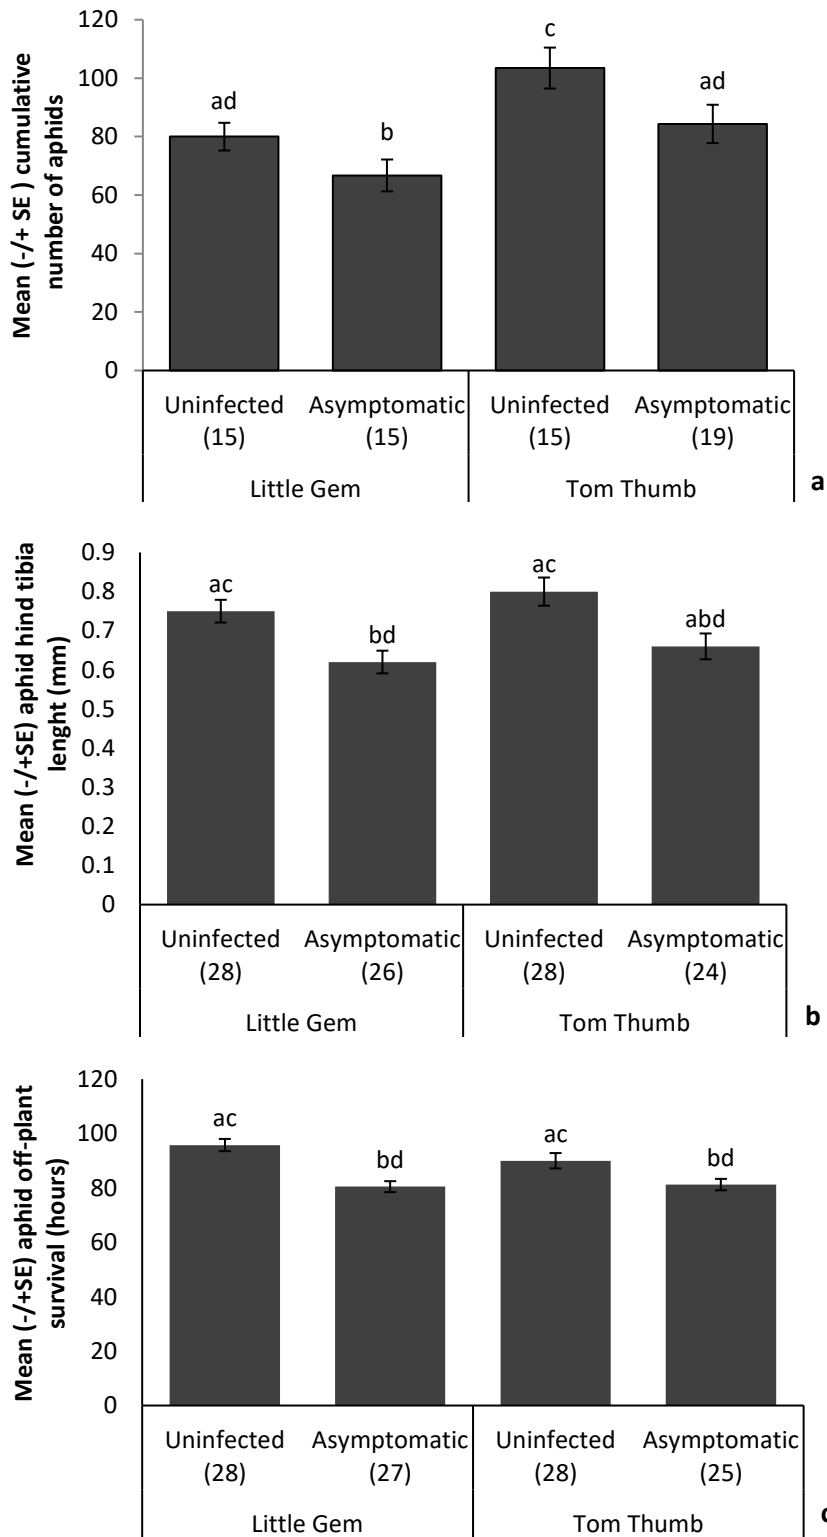 Mean (-/+ SE ) cumulative
number of aphids
120
100
80
60
40
20
0
ad
b
c
ad
Uninfected Asymptomatic Uninfected Asymptomatic
(15) (15) (15) (19)
Little Gem Tom Thumb
a
Mean (-/+SE) aphid hind tibia
lenght (mm)
0.9
0.8
0.7
0.6
0.5
0.4
0.3
0.2
0.1
0
ac
bd
ac
abd
Uninfected Asymptomatic Uninfected Asymptomatic
(28) (26) (28) (24)
Little Gem Tom Thumb
b
Mean (-/+SE) aphid off-plant
survival (hours)
120
100
80
60
40
20
0
ac
bd
ac
bd
Uninfected Asymptomatic Uninfected Asymptomatic
(28) (27) (28) (25)
Little Gem Tom Thumb